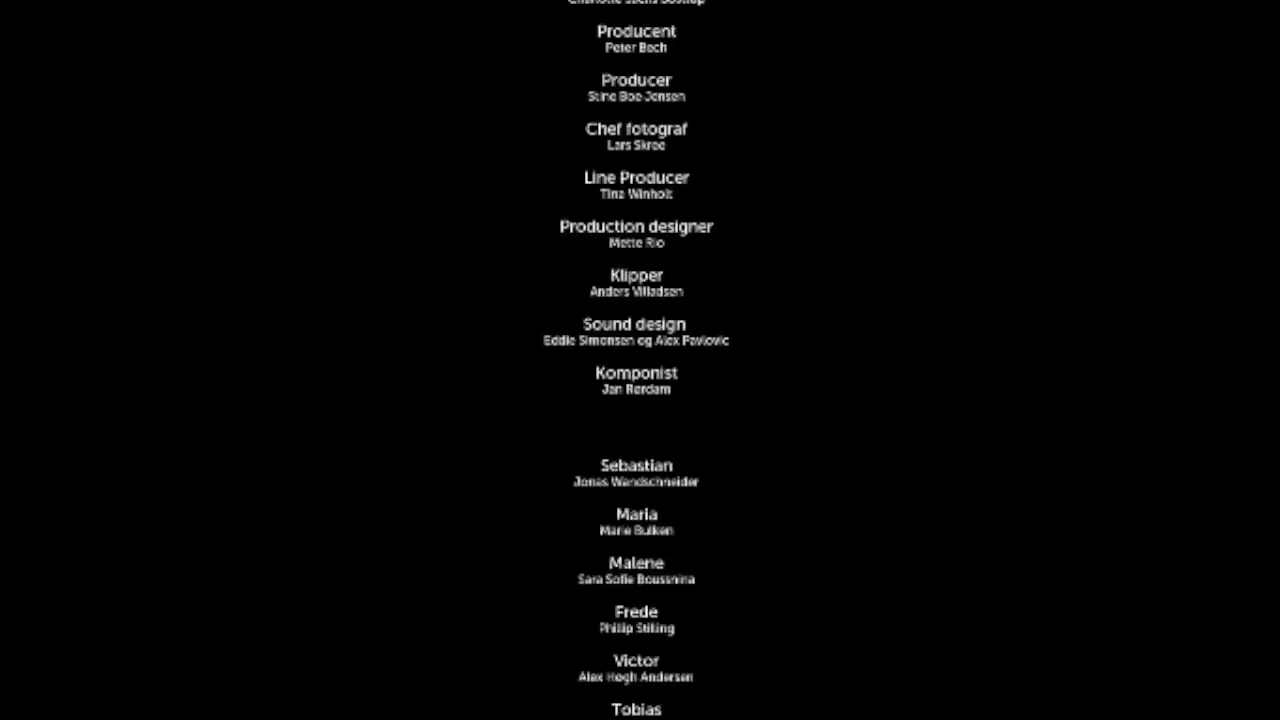 Producent
Peter Bech
Producer
Stine Boe Jensen
Chef fotograf
Lars Skree
Line Producer
Tina Winholt
Production designer
Mette Rio
Klipper
Anders Villadsen
Sound design
Eddie Simonsen og Alex Pavlovic
Komponist
Jan Rørdam
Sebastian
Jonas Wandschneider
Maria
Marie Bulken
Malene
Sara Sofie Boussnina
Frede
Phillip Stilling
Victor
Alex Høgh Andersen
Tobias